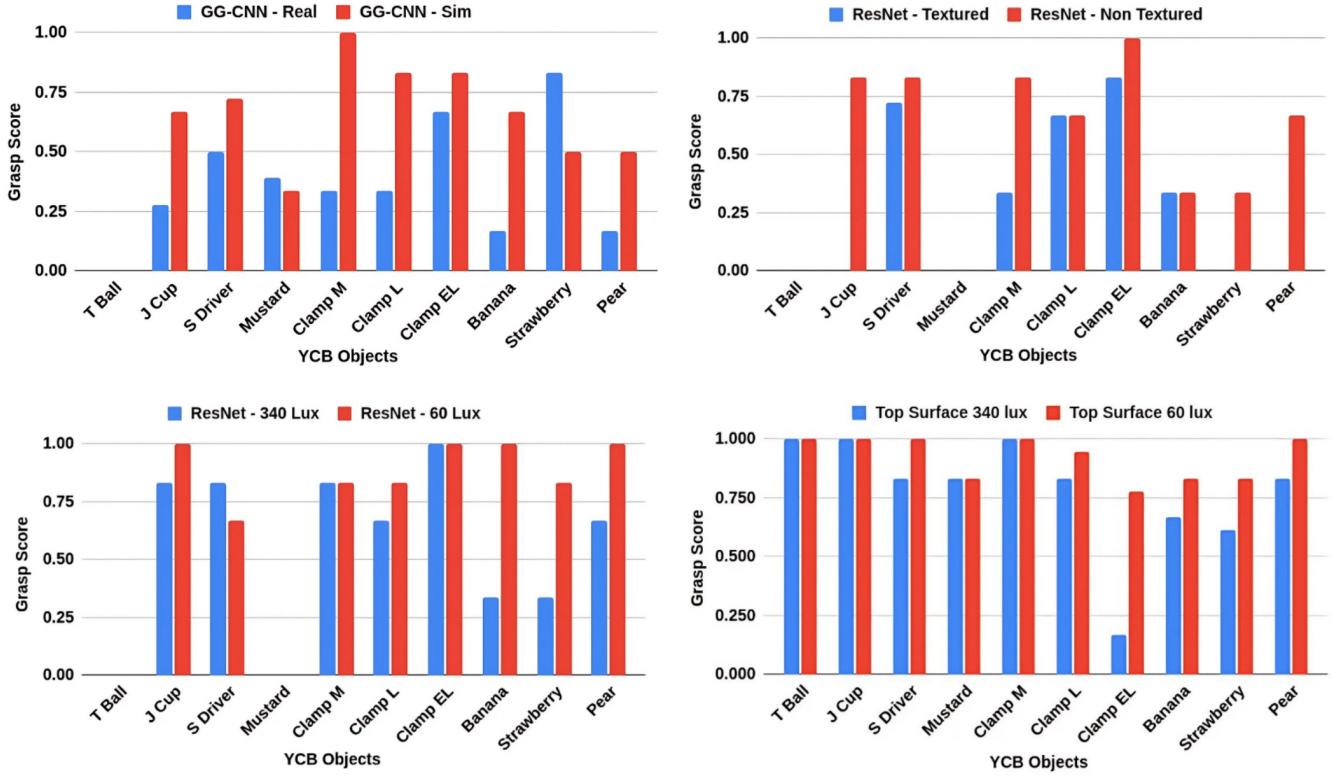 GG-CNN - Real GG-CNN - Sim
1.00
0.75
0.50
0.25
0.00
Grasp Score
T Ball J Cup S Driver Mustard Clamp M Clamp L Clamp EL Banana Strawberry Pear
YCB Objects
ResNet - Textured ResNet - Non Textured
1.00
0.75
0.50
0.25
0.00
Grasp Score
T Ball J Cup S Driver Mustard Clamp M Clamp L Clamp EL Banana Strawberry Pear
YCB Objects
ResNet - 340 Lux ResNet - 60 Lux
1.00
0.75
0.50
0.25
0.00
Grasp Score
T Ball J Cup S Driver Mustard Clamp M Clamp L Clamp EL Banana Strawberry Pear
YCB Objects
Top Surface 340 lux Top Surface 60 lux
1.000
0.750
0.500
0.250
0.000
Grasp Score
T Ball J Cup S Driver Mustard Clamp M Clamp L Clamp EL Banana Strawberry Pear
YCB Objects